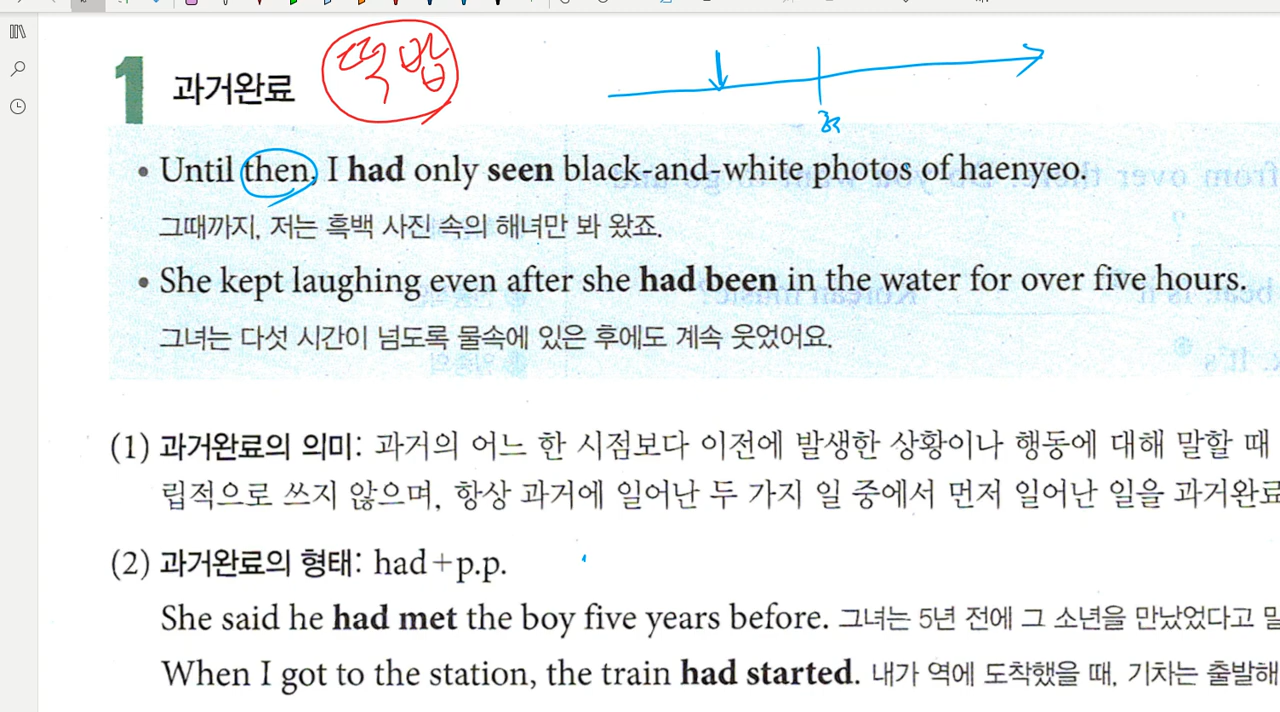 1 과거완료 떡밥
현
• Until then, I had only seen black-and-white photos of haenyeo.
그때까지, 저는 흑백 사진 속의 해녀만 봐 왔죠.
• She kept laughing even after she had been in the water for over five hours.
그녀는 다섯 시간이 넘도록 물속에 있은 후에도 계속 웃었어요.
(1) 과거완료의 의미: 과거의 어느 한 시점보다 이전에 발생한 상황이나 행동에 대해 말할 때
립적으로 쓰지 않으며, 항상 과거에 일어난 두 가지 일 중에서 먼저 일어난 일을 과거완료
(2) 과거완료의 형태: had+p.p.
She said he had met the boy five years before. 그녀는 5년 전에 그 소년을 만났었다고 말
When I got to the station, the train had started. 내가 역에 도착했을 때, 기차는 출발해